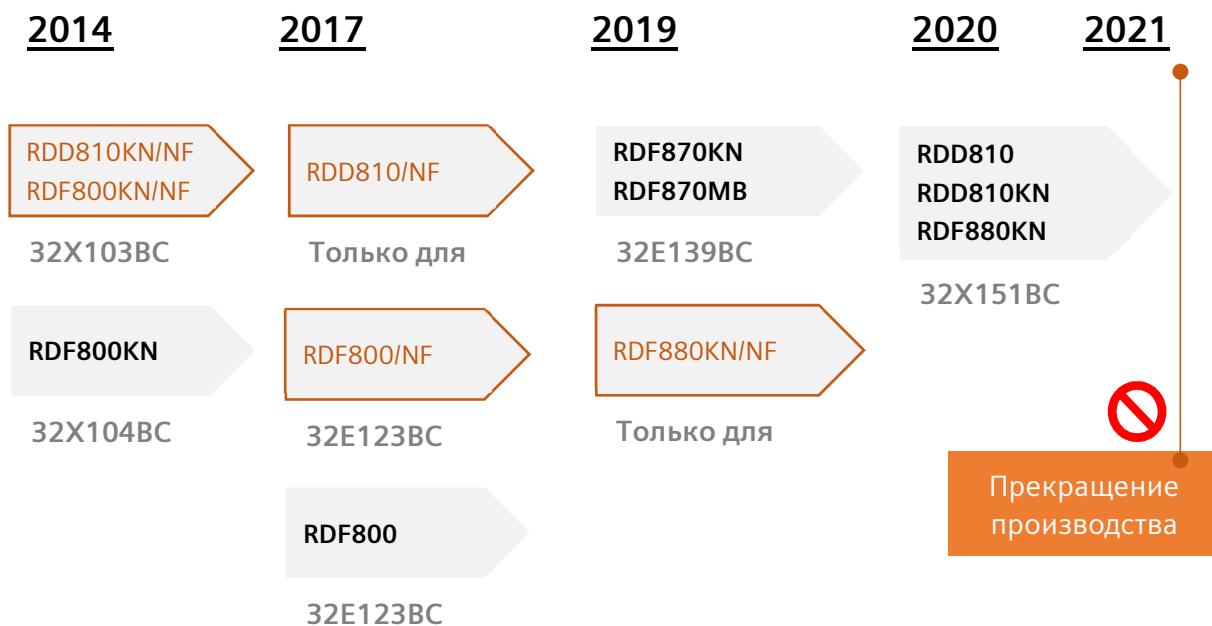 2014
2017
2019
2020
2021
RDD810KN/NF
RDF800KN/NF
32X103BC
RDF800KN
32X104BC
RDD810/NF
Только для
RDF800/NF
32E123BC
RDF800
32E123BC
RDF870KN
RDF870MB
32E139BC
RDF880KN/NF
Только для
RDD810
RDD810KN
RDF880KN
32X151BC
Прекращение
производства